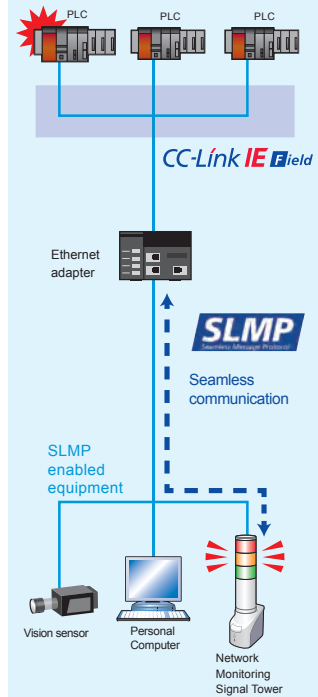 PLC PLC PLC
CC-Link IE Field
Ethernet
adapter
SLMP
Seamless Message Protocol
Seamless
communication
SLMP
enabled
equipment
Vision sensor
Personal
Computer
Network
Monitoring
Signal Tower